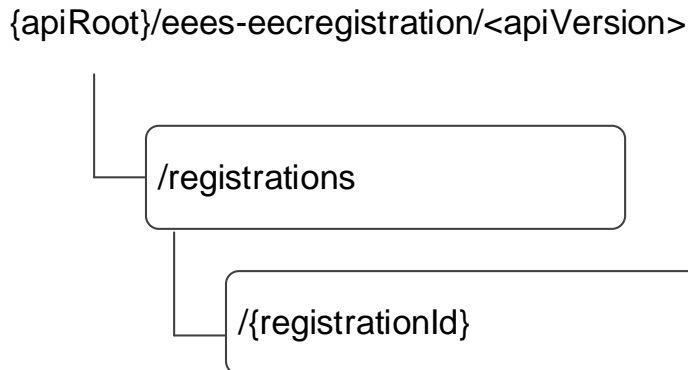 {apiRoot}/eees-eecregistration/<apiVersion>
/registrations
/{registrationId}